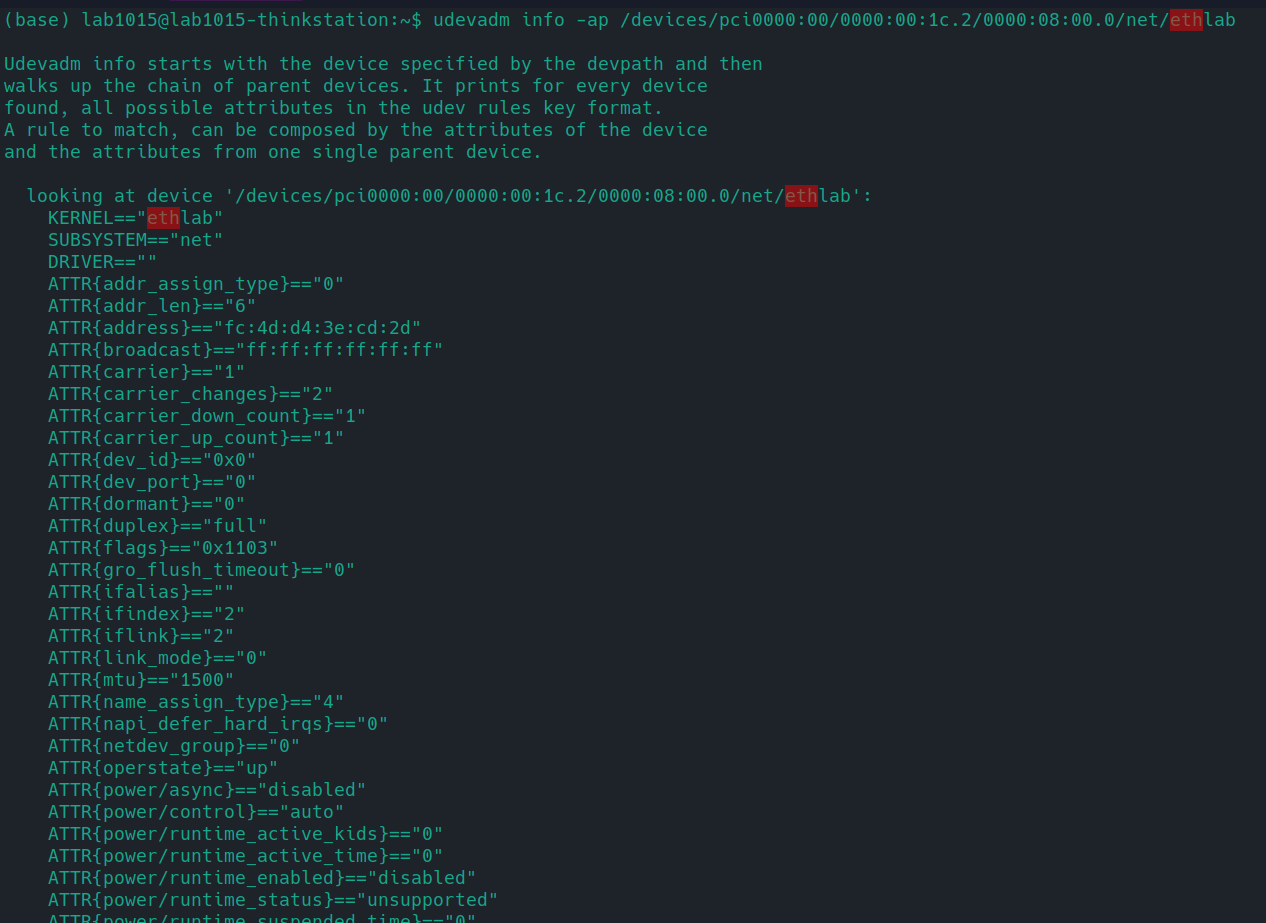 (base) lab1015@lab1015-thinkstation:~$ udevadm info -ap /devices/pci0000:00/0000:00:1c.2/0000:08:00.0/net/ethlab
Udevadm info starts with the device specified by the devpath and then
walks up the chain of parent devices. It prints for every device
found, all possible attributes in the udev rules key format.
A rule to match, can be composed by the attributes of the device
and the attributes from one single parent device.
looking at device '/devices/pci0000:00/0000:00:1c.2/0000:08:00.0/net/ethlab':
KERNEL=="ethlab"
SUBSYSTEM=="net"
DRIVER==""
ATTR{addr_assign_type}=="0"
ATTR{addr_len}=="6"
ATTR{address}=="fc:4d:d4:3e:cd:2d"
ATTR{broadcast}=="ff:ff:ff:ff:ff:ff"
ATTR{carrier}=="1"
ATTR{carrier_changes}=="2"
ATTR{carrier_down_count}=="1"
ATTR{carrier_up_count}=="1"
ATTR{dev_id}=="0x0"
ATTR{dev_port}=="0"
ATTR{dormant}=="0"
ATTR{duplex}=="full"
ATTR{flags}=="0x1103"
ATTR{gro_flush_timeout}=="0"
ATTR{ifalias}==""
ATTR{ifindex}=="2"
ATTR{iflink}=="2"
ATTR{link_mode}=="0"
ATTR{mtu}=="1500"
ATTR{name_assign_type}=="4"
ATTR{napi_defer_hard_irqs}=="0"
ATTR{netdev_group}=="0"
ATTR{operstate}=="up"
ATTR{power/async}=="disabled"
ATTR{power/control}=="auto"
ATTR{power/runtime_active_kids}=="0"
ATTR{power/runtime_active_time}=="0"
ATTR{power/runtime_enabled}=="disabled"
ATTR{power/runtime_status}=="unsupported"
ATTR{power/runtime_suspended_time}=="0"